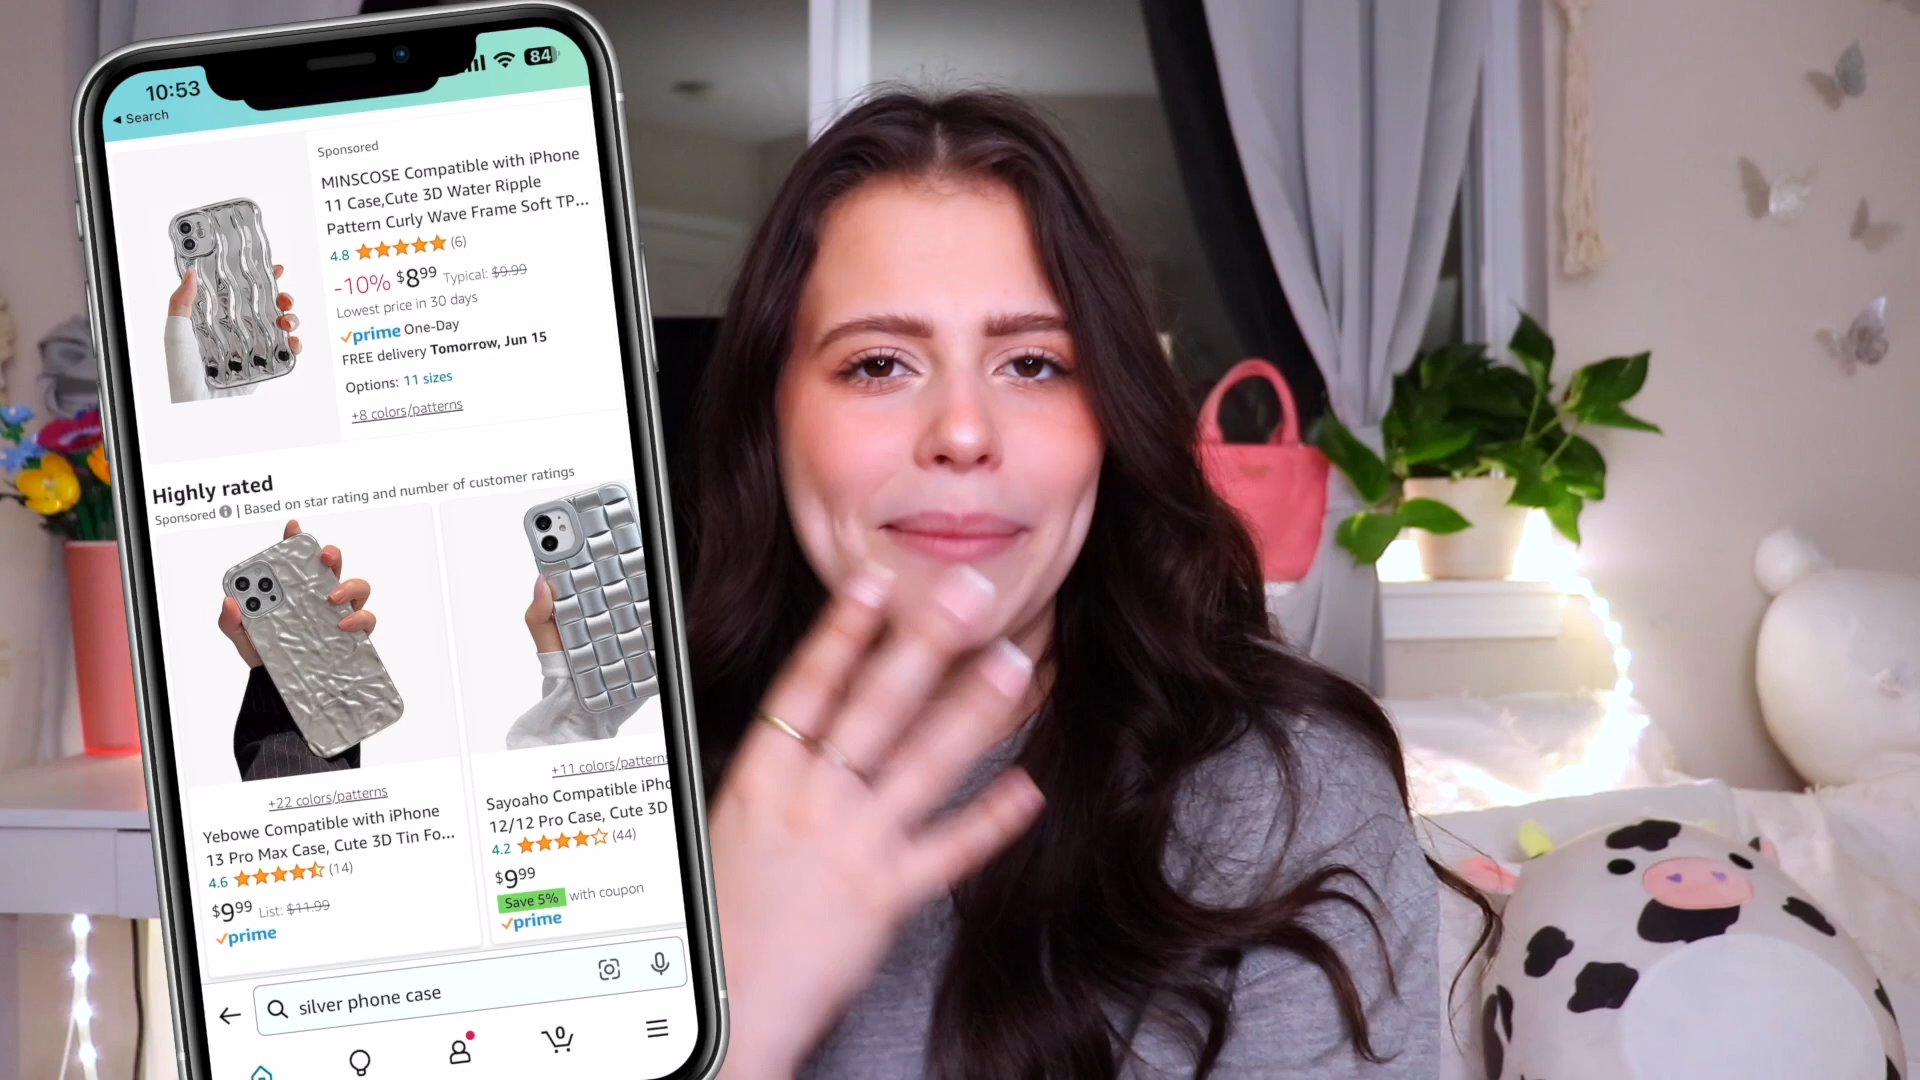 10:53
84
◀ Search
Sponsored
MINSCOSE Compatible with iPhone
11 Case,Cute 3D Water Ripple
Pattern Curly Wave Frame Soft TP...
4.8 (6)
-10% $8 99 Typical: $9.99
Lowest price in 30 days
prime One-Day
FREE delivery Tomorrow, Jun 15
Options: 11 sizes
+8 colors/patterns
Highly rated
Sponsored | Based on star rating and number of customer ratings
+22 colors/patterns
Yebowe Compatible with iPhone
13 Pro Max Case, Cute 3D Tin Fo...
4.6 (14)
$9 99 List: $11.99
prime
+11 colors/pattern
Sayoaho Compatible iPho
12/12 Pro Case, Cute 3D
4.2 (44)
$9 99
Save 5% with coupon
prime
silver phone case
0